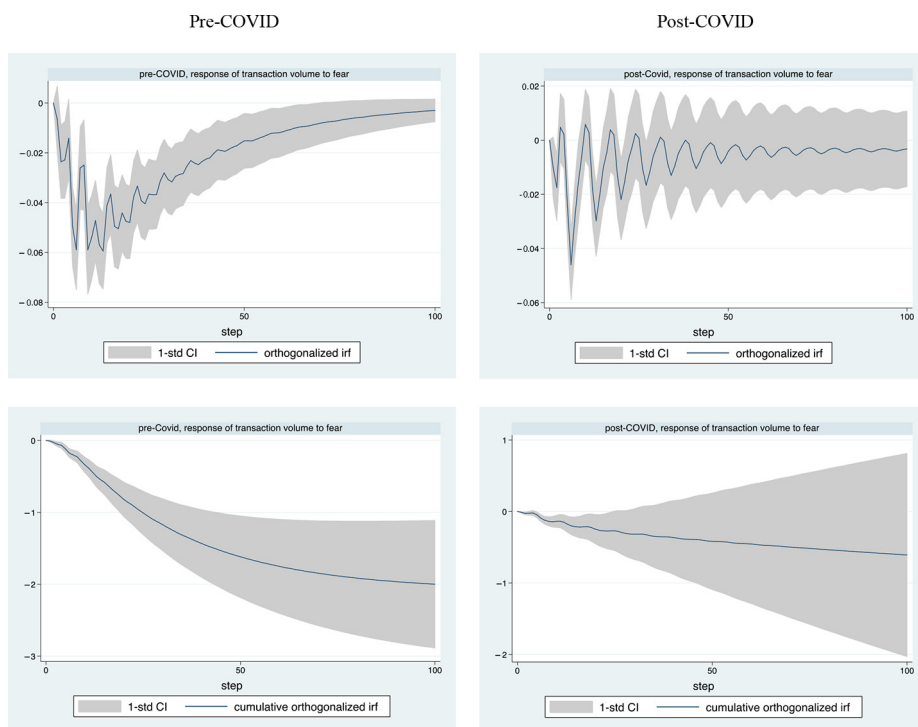 Pre-COVID
Post-COVID
pre-COVID, response of transaction volume to fear
0
−0.02
−0.04
−0.06
−0.08
0
50
100
step
1-std CI
orthogonalized irf
post-Covid, response of transaction volume to fear
0.02
0
−0.02
−0.04
−0.06
0
50
100
step
1-std CI
orthogonalized irf
pre-Covid, response of transaction volume to fear
0
−1
−2
−3
0
50
100
step
1-std CI
cumulative orthogonalized irf
post-COVID, response of transaction volume to fear
1
0
−1
−2
0
50
100
step
1-std CI
cumulative orthogonalized irf